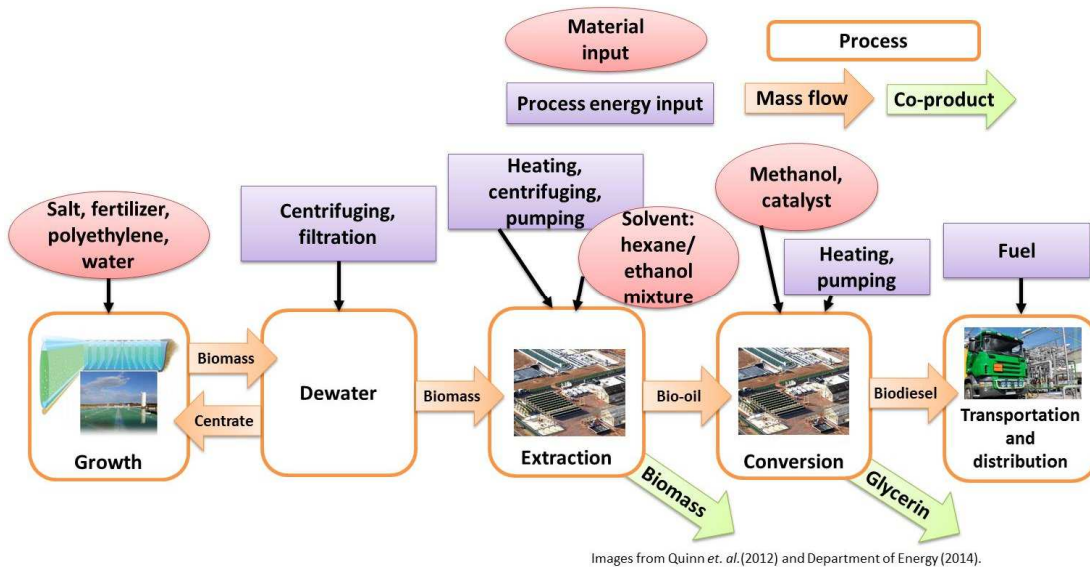 Material
input
Process
Process energy input
Mass flow
Co-product
Salt, fertilizer,
polyethylene,
water
Centrifuging,
filtration
Heating,
centrifuging,
pumping
Solvent:
hexane/
ethanol
mixture
Methanol,
catalyst
Heating,
pumping
Fuel
Growth
Biomass
Centrate
Dewater
Biomass
Extraction
Bio-oil
Conversion
Biodiesel
Transportation
and
distribution
Biomass
Glycerin
Images from Quinn et. al.(2012) and Department of Energy (2014).